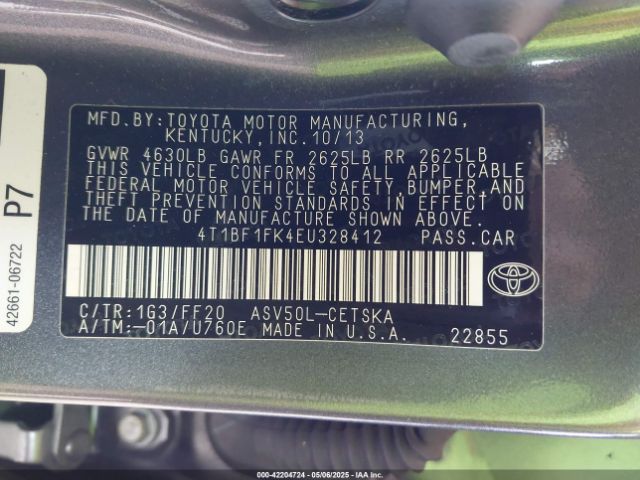 MFD.BY:TOYOTA MOTOR MANUFACTURING,
KENTUCKY,INC.10/13
GVWR 4630LB GAWR FR 2625LB RR 2625LB
THIS VEHICLE CONFORMS TO ALL APPLICABLE
FEDERAL MOTOR VEHICLE SAFETY,BUMPER,AND
THEFT PREVENTION STANDARDS IN EFFECT ON
THE DATE OF MANUFACTURE SHOWN ABOVE.
4T1BF1FK4EU328412 PASS.CAR
C/TR:1G3/FF20 ASV50L-CETSKA
A/TM:-01A/U760E MADE IN U.S.A. 22855
P7
42661-06722
000-42204724 | 05/06/2025 | IAA Inc.